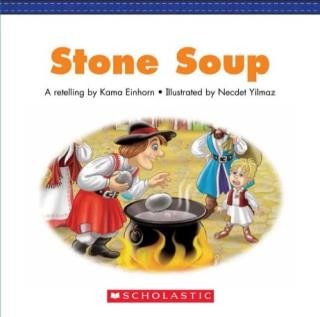 Stone Soup
A retelling by Kama Einhorn • Illustrated by Necdet Yilmaz
SCHOLASTIC